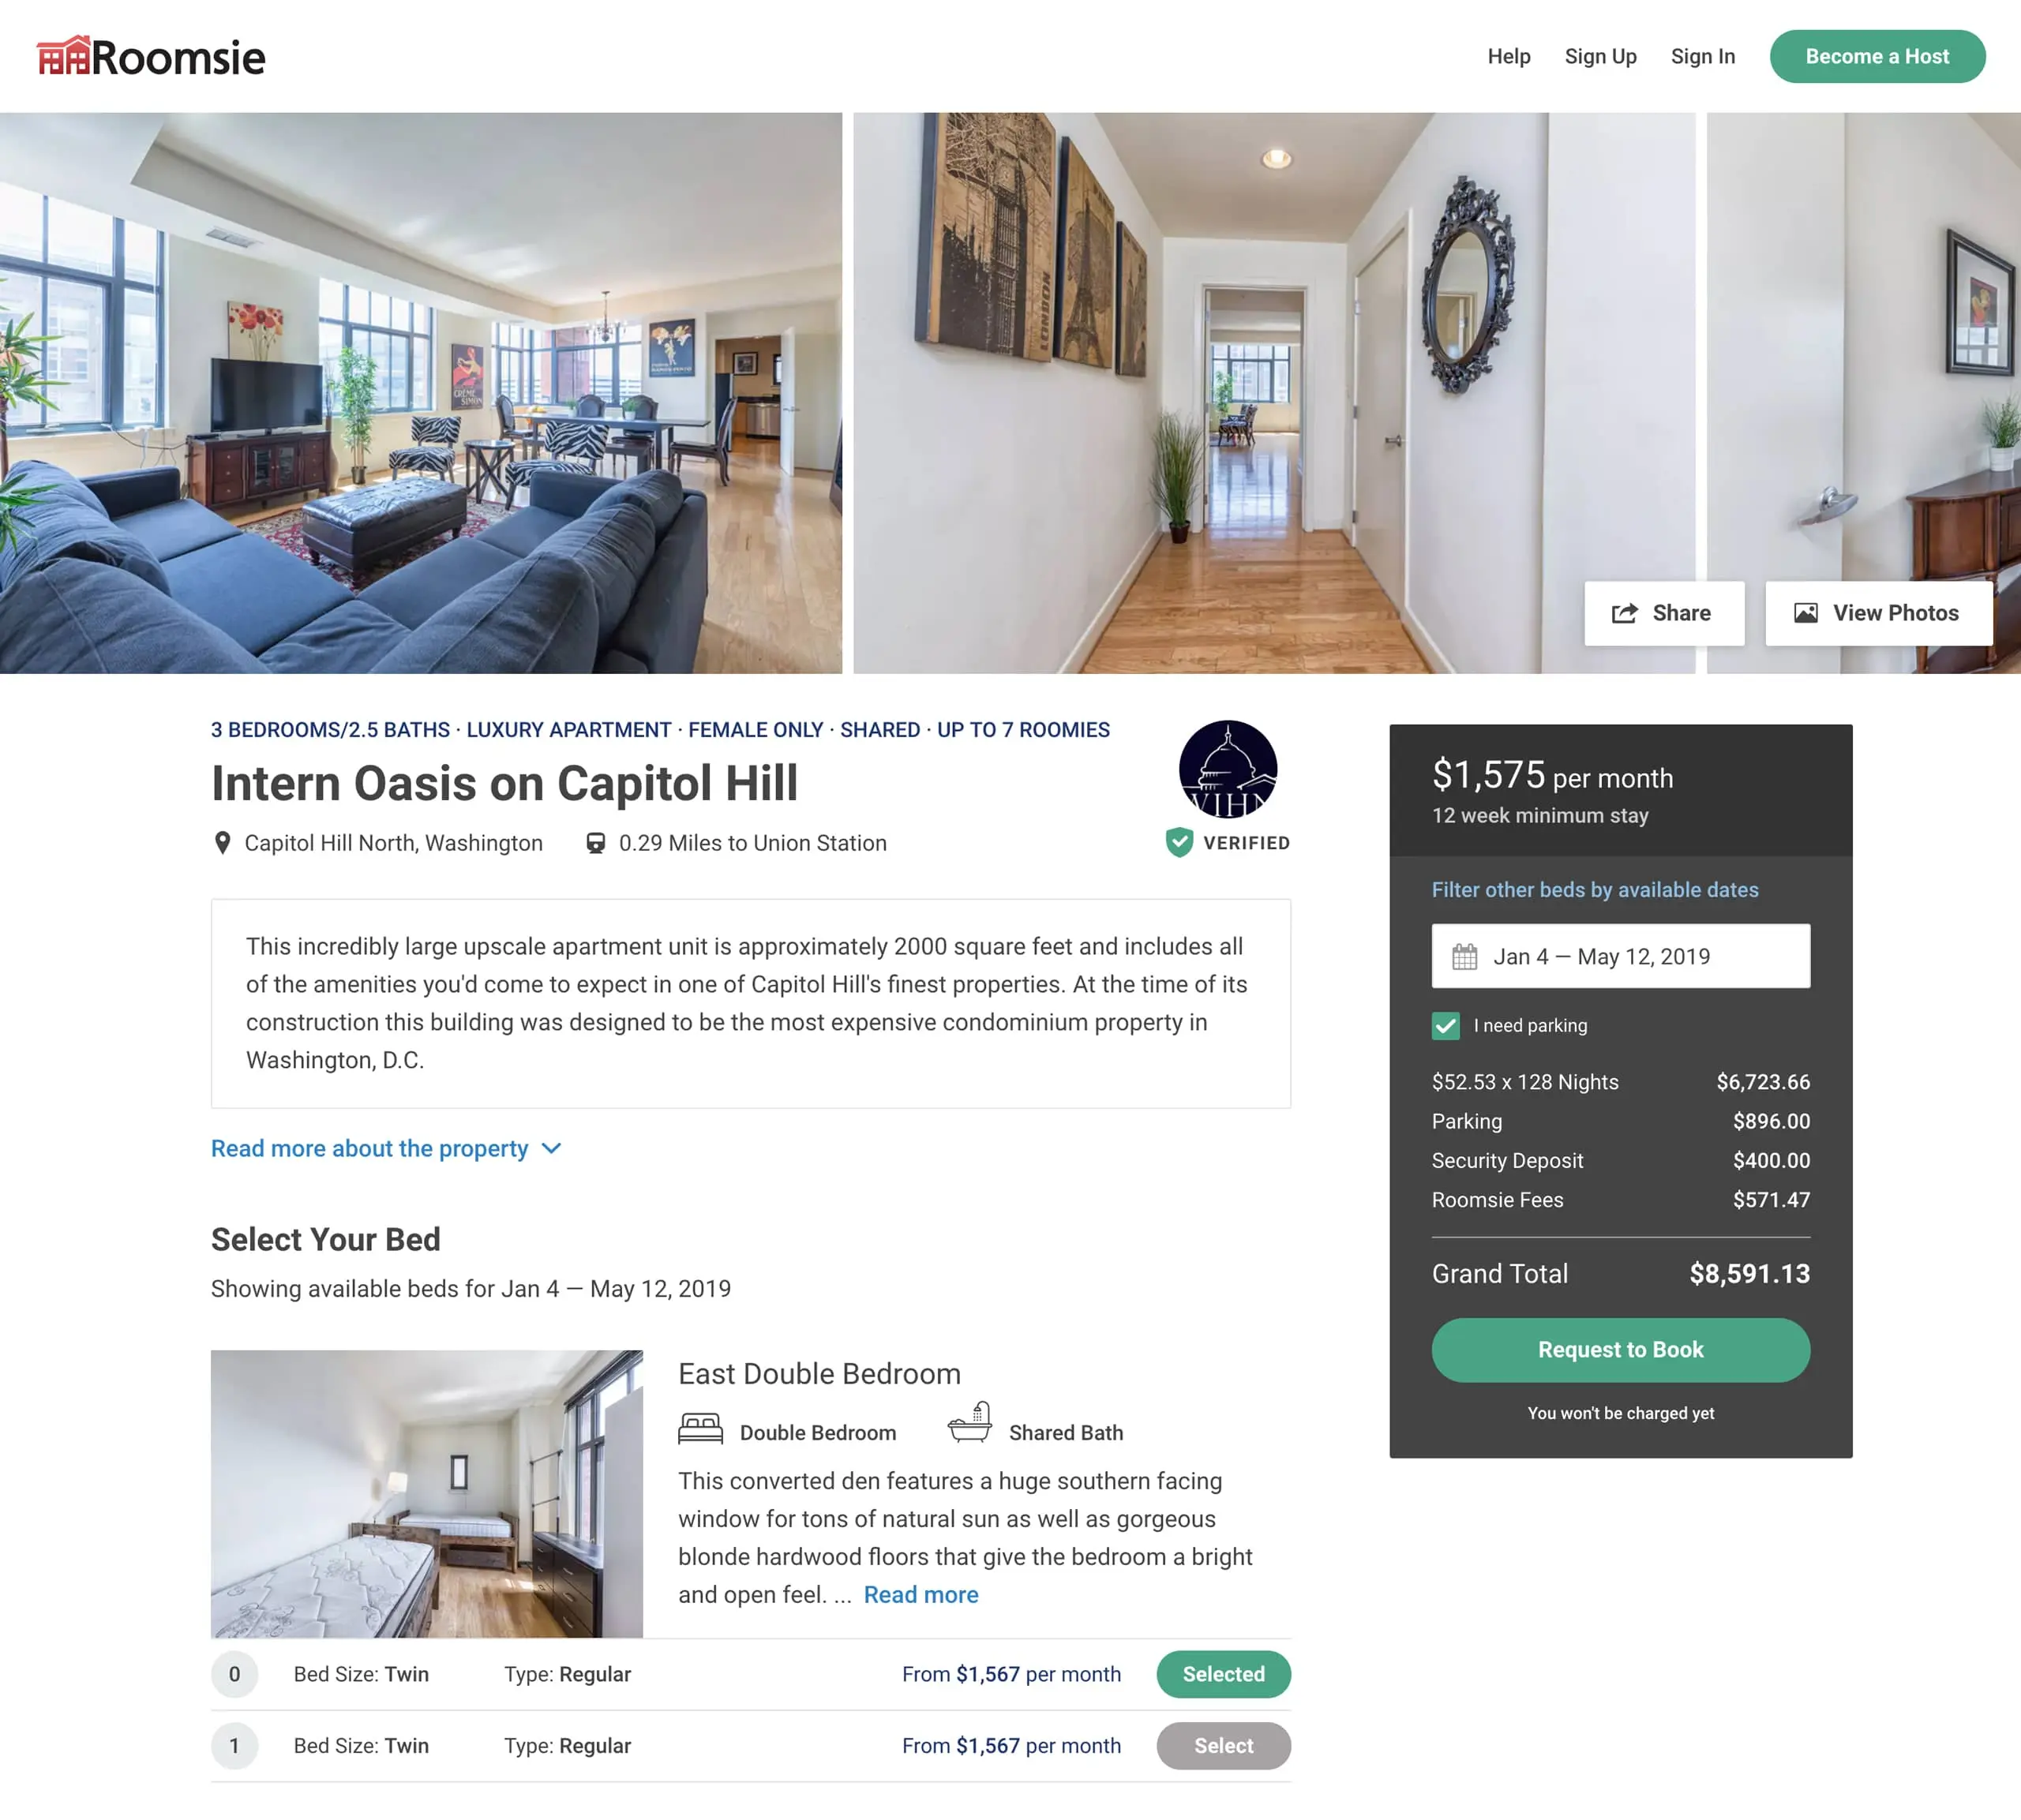 Roomsie
Help
Sign Up
Sign In
Become a Host
LONDON
CRÈME
SIMON
Share
View Photos
3 BEDROOMS/2.5 BATHS · LUXURY APARTMENT · FEMALE ONLY · SHARED · UP TO 7 ROOMIES
Intern Oasis on Capitol Hill
Capitol Hill North, Washington
0.29 Miles to Union Station
WIHN
VERIFIED
This incredibly large upscale apartment unit is approximately 2000 square feet and includes all
of the amenities you'd come to expect in one of Capitol Hill's finest properties. At the time of its
construction this building was designed to be the most expensive condominium property in
Washington, D.C.
Read more about the property
Select Your Bed
Showing available beds for Jan 4 — May 12, 2019
East Double Bedroom
Double Bedroom
Shared Bath
This converted den features a huge southern facing
window for tons of natural sun as well as gorgeous
blonde hardwood floors that give the bedroom a bright
and open feel. ... Read more
0 Bed Size: Twin Type: Regular From $1,567 per month Selected
1 Bed Size: Twin Type: Regular From $1,567 per month Select
$1,575 per month
12 week minimum stay
Filter other beds by available dates
Jan 4 — May 12, 2019
I need parking
$52.53 x 128 Nights $6,723.66
Parking $896.00
Security Deposit $400.00
Roomsie Fees $571.47
Grand Total $8,591.13
Request to Book
You won't be charged yet